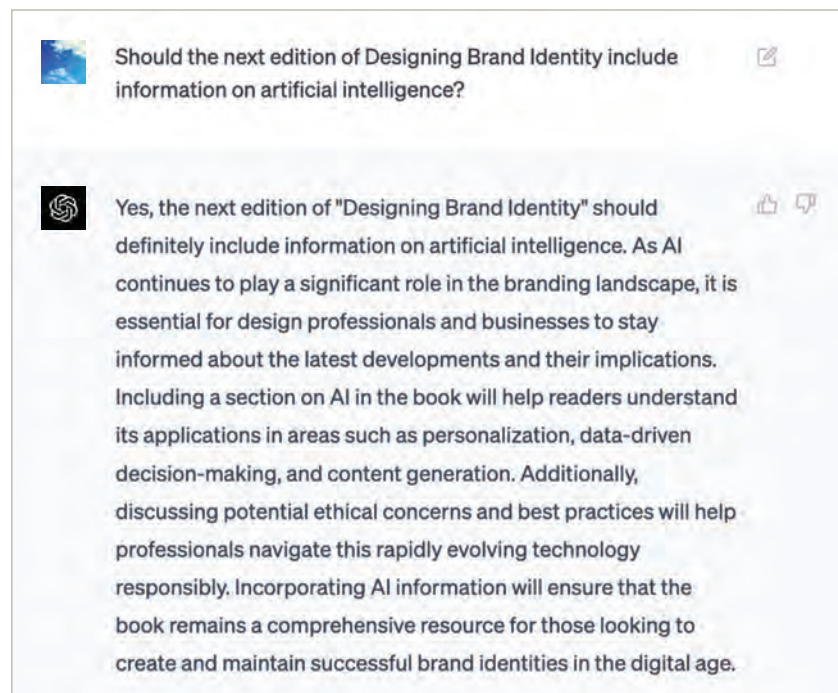 Should the next edition of Designing Brand Identity include
information on artificial intelligence?
Yes, the next edition of "Designing Brand Identity" should
definitely include information on artificial intelligence. As AI
continues to play a significant role in the branding landscape, it is
essential for design professionals and businesses to stay
informed about the latest developments and their implications.
Including a section on AI in the book will help readers understand
its applications in areas such as personalization, data-driven
decision-making, and content generation. Additionally,
discussing potential ethical concerns and best practices will help
professionals navigate this rapidly evolving technology
responsibly. Incorporating AI information will ensure that the
book remains a comprehensive resource for those looking to
create and maintain successful brand identities in the digital age.